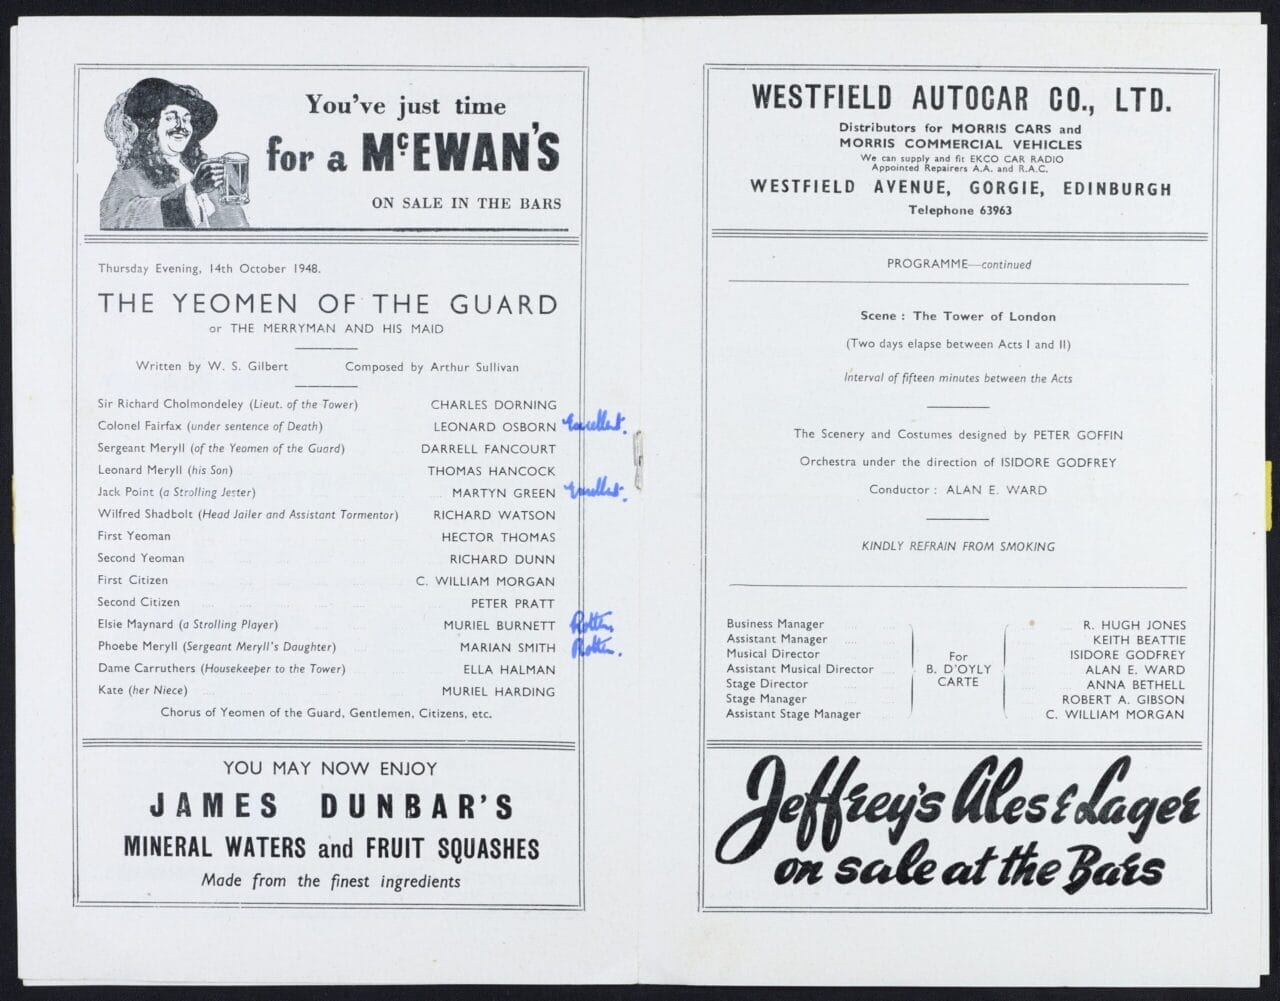 You've just time
for a McEWAN'S
ON SALE IN THE BARS
Thursday Evening, 14th October 1948.
THE YEOMEN OF THE GUARD
or THE MERRYMAN AND HIS MAID
Written by W. S. Gilbert Composed by Arthur Sullivan
Sir Richard Cholmondeley (Lieut. of the Tower) CHARLES DORNING
Colonel Fairfax (under sentence of Death) LEONARD OSBORN Excellent.
Sergeant Meryll (of the Yeomen of the Guard) DARRELL FANCOURT
Leonard Meryll (his Son) THOMAS HANCOCK
Jack Point (a Strolling Jester) MARTYN GREEN Excellent.
Wilfred Shadbolt (Head Jailer and Assistant Tormentor) RICHARD WATSON
First Yeoman HECTOR THOMAS
Second Yeoman RICHARD DUNN
First Citizen C. WILLIAM MORGAN
Second Citizen PETER PRATT
Elsie Maynard (a Strolling Player) MURIEL BURNETT Rotten.
Phoebe Meryll (Sergeant Meryll's Daughter) MARIAN SMITH Rotten.
Dame Carruthers (Housekeeper to the Tower) ELLA HALMAN
Kate (her Niece) MURIEL HARDING
Chorus of Yeomen of the Guard, Gentlemen, Citizens, etc.
YOU MAY NOW ENJOY
JAMES DUNBAR'S
MINERAL WATERS and FRUIT SQUASHES
Made from the finest ingredients
WESTFIELD AUTOCAR CO., LTD.
Distributors for MORRIS CARS and
MORRIS COMMERCIAL VEHICLES
We can supply and fit EKCO CAR RADIO
Appointed Repairers A.A. and R.A.C.
WESTFIELD AVENUE, GORGIE, EDINBURGH
Telephone 63963
PROGRAMME—continued
Scene : The Tower of London
(Two days elapse between Acts I and II)
Interval of fifteen minutes between the Acts
The Scenery and Costumes designed by PETER GOFFIN
Orchestra under the direction of ISIDORE GODFREY
Conductor : ALAN E. WARD
KINDLY REFRAIN FROM SMOKING
Business Manager R. HUGH JONES
Assistant Manager KEITH BEATTIE
Musical Director ISIDORE GODFREY
Assistant Musical Director ALAN E. WARD
Stage Director ANNA BETHELL
Stage Manager ROBERT A. GIBSON
Assistant Stage Manager C. WILLIAM MORGAN
For
B. D'OYLY
CARTE
Jeffrey's Ales & Lager
on sale at the Bars